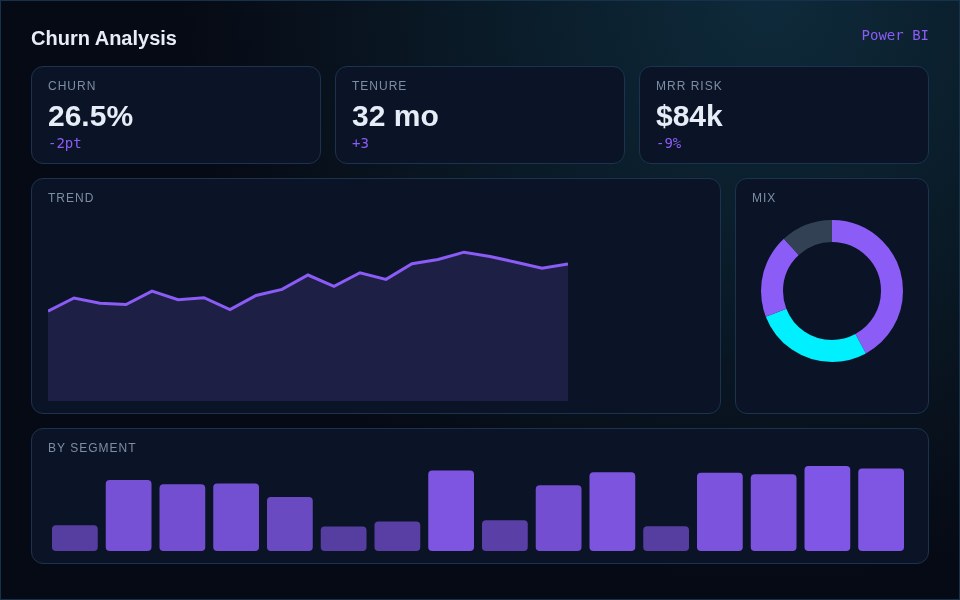 Churn Analysis
Power BI
CHURN
26.5%
-2pt
TENURE
32 mo
+3
MRR RISK
$84k
-9%
TREND
MIX
BY SEGMENT